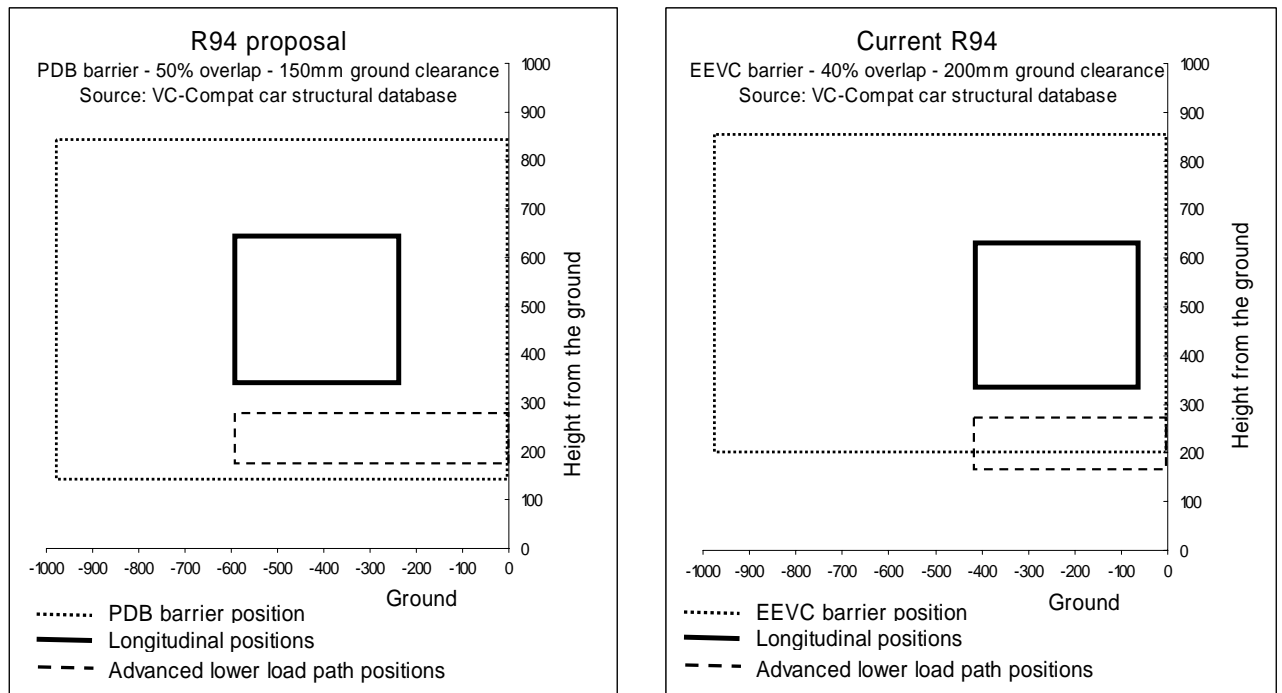 R94 proposal
PDB barrier - 50% overlap - 150mm ground clearance
Source: VC-Compat car structural database
1000
900
800
700
600
500
400
300
200
100
0
Height from the ground
-1000 -900 -800 -700 -600 -500 -400 -300 -200 -100 0
Ground
PDB barrier position
Longitudinal positions
Advanced lower load path positions
Current R94
EEVC barrier - 40% overlap - 200mm ground clearance
Source: VC-Compat car structural database
1000
900
800
700
600
500
400
300
200
100
0
Height from the ground
-1000 -900 -800 -700 -600 -500 -400 -300 -200 -100 0
Ground
EEVC barrier position
Longitudinal positions
Advanced lower load path positions